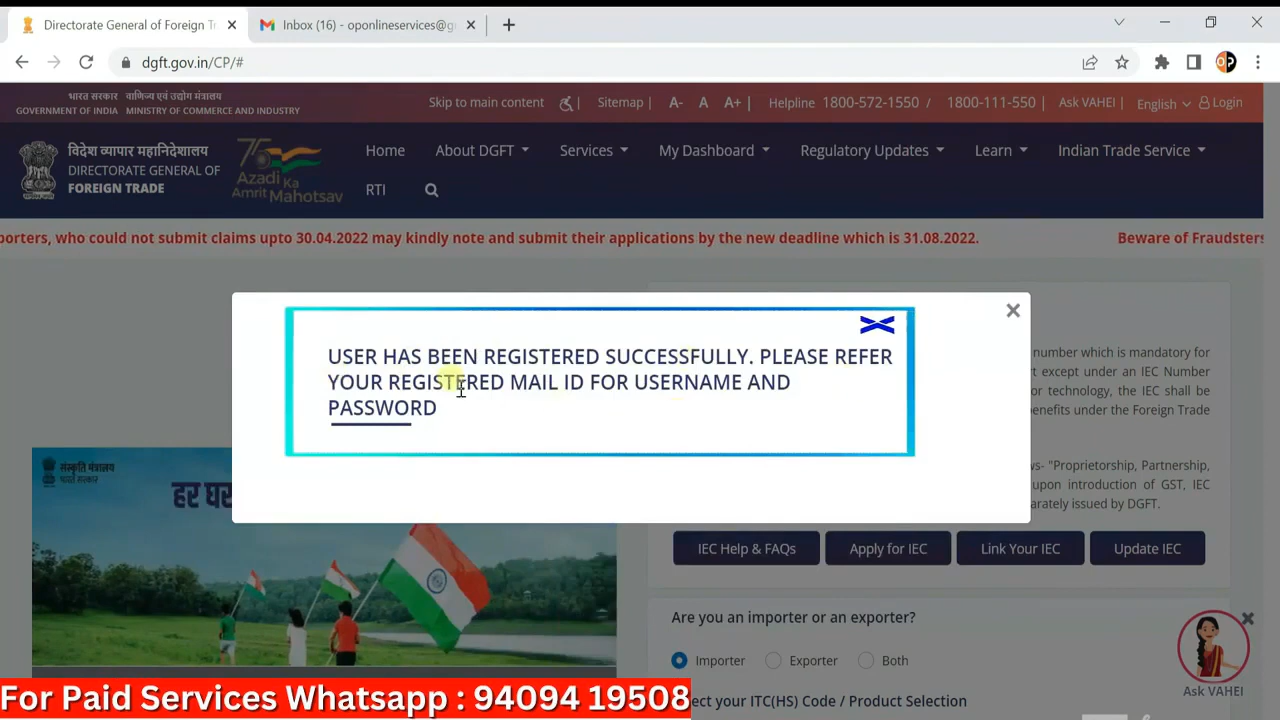 Directorate General of Foreign Tr
Inbox (16) - oponlineservices@g
dgft.gov.in/CP/#
भारत सरकार वाणिज्य एवं उद्योग मंत्रालय
GOVERNMENT OF INDIA MINISTRY OF COMMERCE AND INDUSTRY
Skip to main content | Sitemap | A- A A+ | Helpline 1800-572-1550 / 1800-111-550 | Ask VAHEI | English Login
विदेश व्यापार महानिदेशालय
DIRECTORATE GENERAL OF
FOREIGN TRADE
75
Azadi Ka
Amrit Mahotsav
Home About DGFT Services My Dashboard Regulatory Updates Learn Indian Trade Service
RTI
porters, who could not submit claims upto 30.04.2022 may kindly note and submit their applications by the new deadline which is 31.08.2022. Beware of Fraudsters
USER HAS BEEN REGISTERED SUCCESSFULLY. PLEASE REFER
YOUR REGISTERED MAIL ID FOR USERNAME AND
PASSWORD
number which is mandatory for
rt except under an IEC Number
or technology, the IEC shall be
benefits under the Foreign Trade
ws- "Proprietorship, Partnership,
upon introduction of GST, IEC
parately issued by DGFT.
संस्कृति मंत्रालय
भारत सरकार
हर घर
IEC Help & FAQs Apply for IEC Link Your IEC Update IEC
Are you an importer or an exporter?
Importer Exporter Both
ect your ITC(HS) Code / Product Selection
Ask VAHEI
For Paid Services Whatsapp : 94094 19508